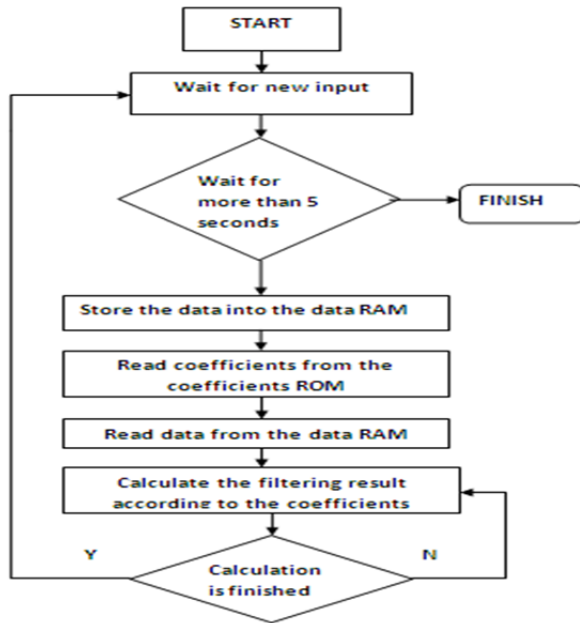 START
Wait for new input
Wait for
more than 5
seconds
FINISH
Store the data into the data RAM
Read coefficients from the
coefficients ROM
Read data from the data RAM
Calculate the filtering result
according to the coefficients
Y
N
Calculation
is finished